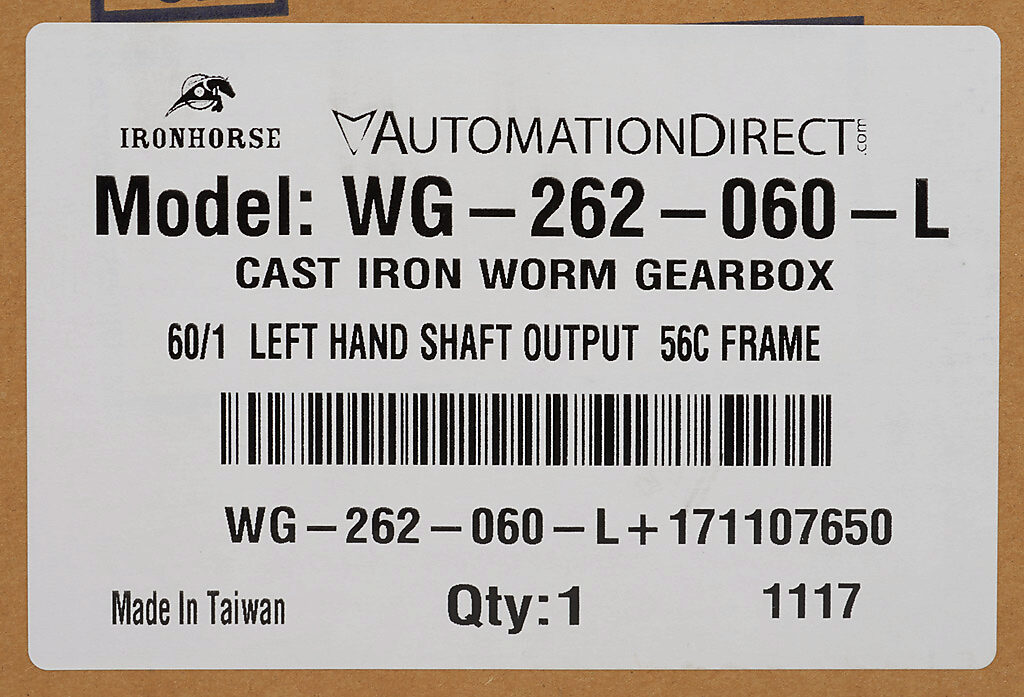 IRONHORSE
AUTOMATIONDIRECT.com
Model: WG-262-060-L
CAST IRON WORM GEARBOX
60/1 LEFT HAND SHAFT OUTPUT 56C FRAME
WG-262-060-L+171107650
Made In Taiwan Qty:1 1117